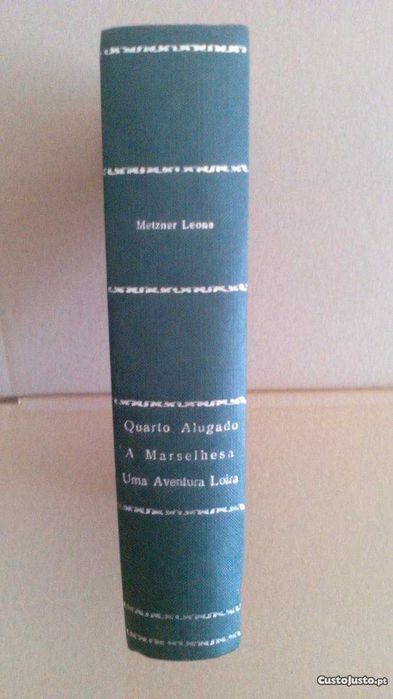 Metzner Leone
Quarto Alugado
A Marselhesa
Uma Aventura Loira
CustoJusto.pt